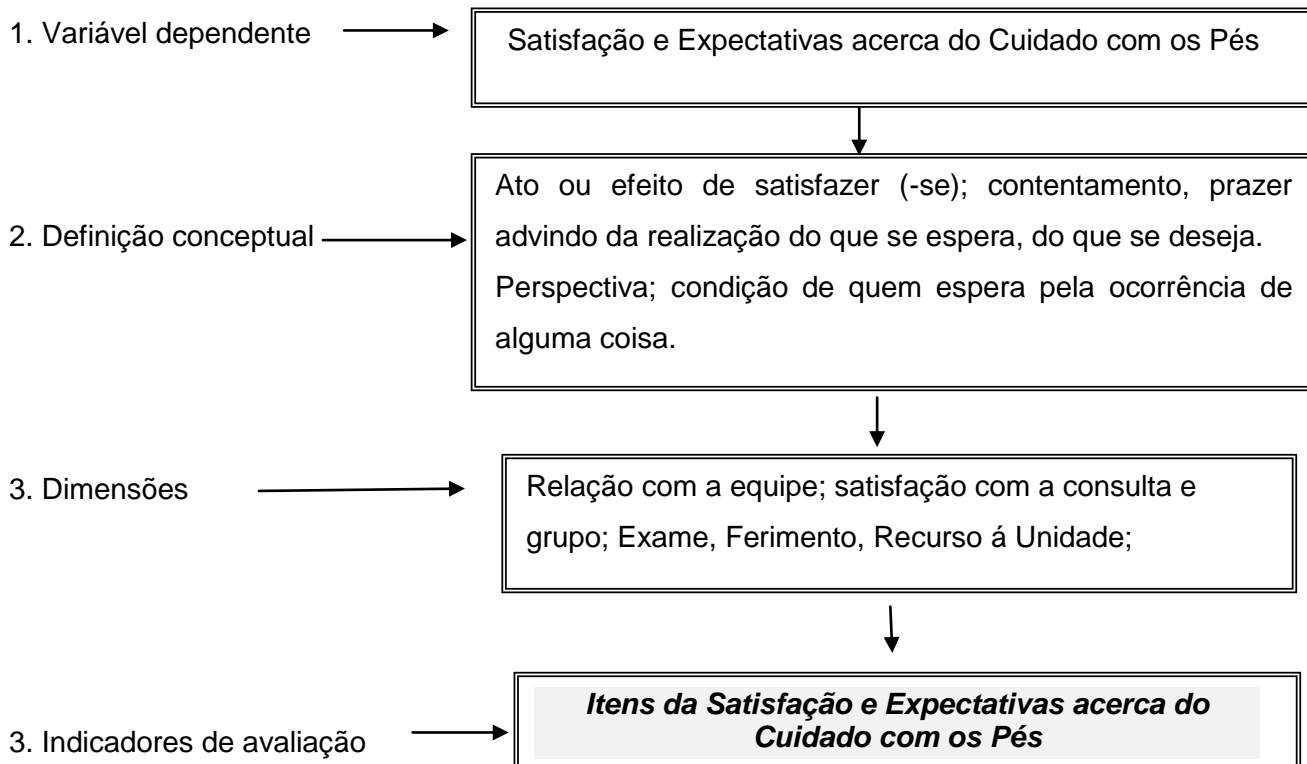 1. Variável dependente
Satisfação e Expectativas acerca do Cuidado com os Pés
Ato ou efeito de satisfazer (-se); contentamento, prazer
advindo da realização do que se espera, do que se deseja.
Perspectiva; condição de quem espera pela ocorrência de
alguma coisa.
2. Definição conceptual
3. Dimensões
Relação com a equipe; satisfação com a consulta e
grupo; Exame, Ferimento, Recurso á Unidade;
Itens da Satisfação e Expectativas acerca do
Cuidado com os Pés
3. Indicadores de avaliação